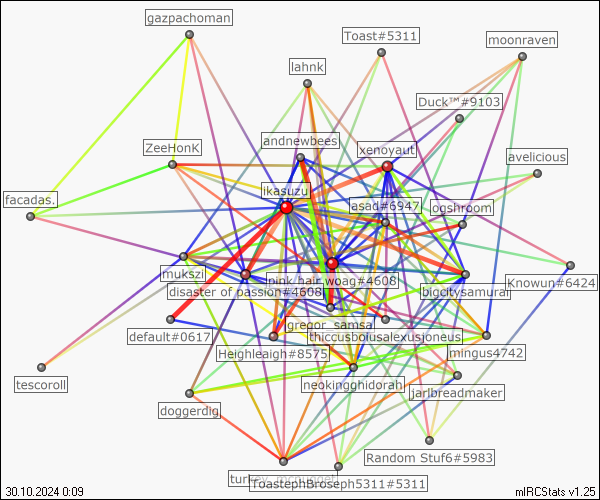 gazpachoman
Toast#5311
moonraven
lahnk
Duck™#9103
andnewbees
ZeeHonK
xenoyaut
avelicious
ikasuzu
facadas.
asad#6947
ogshroom
mukszi
pink hair woag#4608
Knowun#6424
disaster of passion#4608
bigcitysamurai
gregor_samsa
default#0617
thiccusbolusalexusjoneus
Heighleaigh#8575
mingus4742
tescoroll
neokingghidorah
jarlbreadmaker
doggerdig
Random Stuf6#5983
turkey_
ToastephBroseph5311#5311
30.10.2024 0:09
mIRCStats v1.25